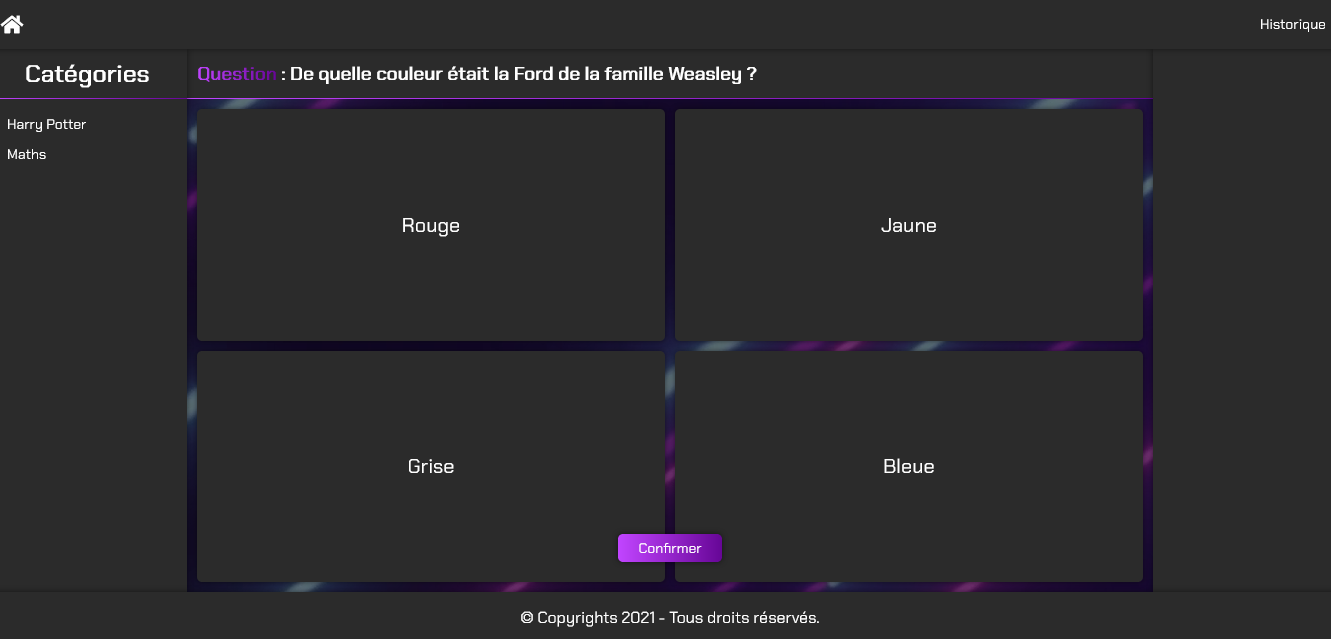 Historique
Catégories
Question : De quelle couleur était la Ford de la famille Weasley ?
Harry Potter
Maths
Rouge
Jaune
Grise
Bleue
Confirmer
© Copyrights 2021 - Tous droits réservés.